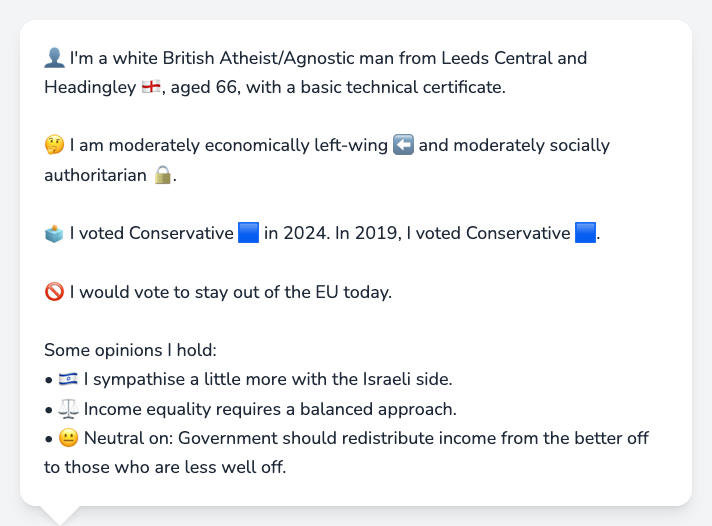 👤 I'm a white British Atheist/Agnostic man from Leeds Central and
Headingley 🏴󠁧󠁢󠁥󠁮󠁧󠁿, aged 66, with a basic technical certificate.
🤔 I am moderately economically left-wing ⬅️ and moderately socially
authoritarian 🔒.
🗳️ I voted Conservative 🟦 in 2024. In 2019, I voted Conservative 🟦.
🚫 I would vote to stay out of the EU today.
Some opinions I hold:
• 🇮🇱 I sympathise a little more with the Israeli side.
• ⚖️ Income equality requires a balanced approach.
• 😐 Neutral on: Government should redistribute income from the better off
to those who are less well off.